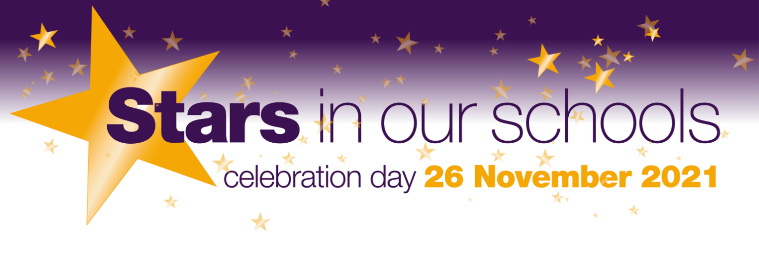 Stars in our schools
celebration day 26 November 2021